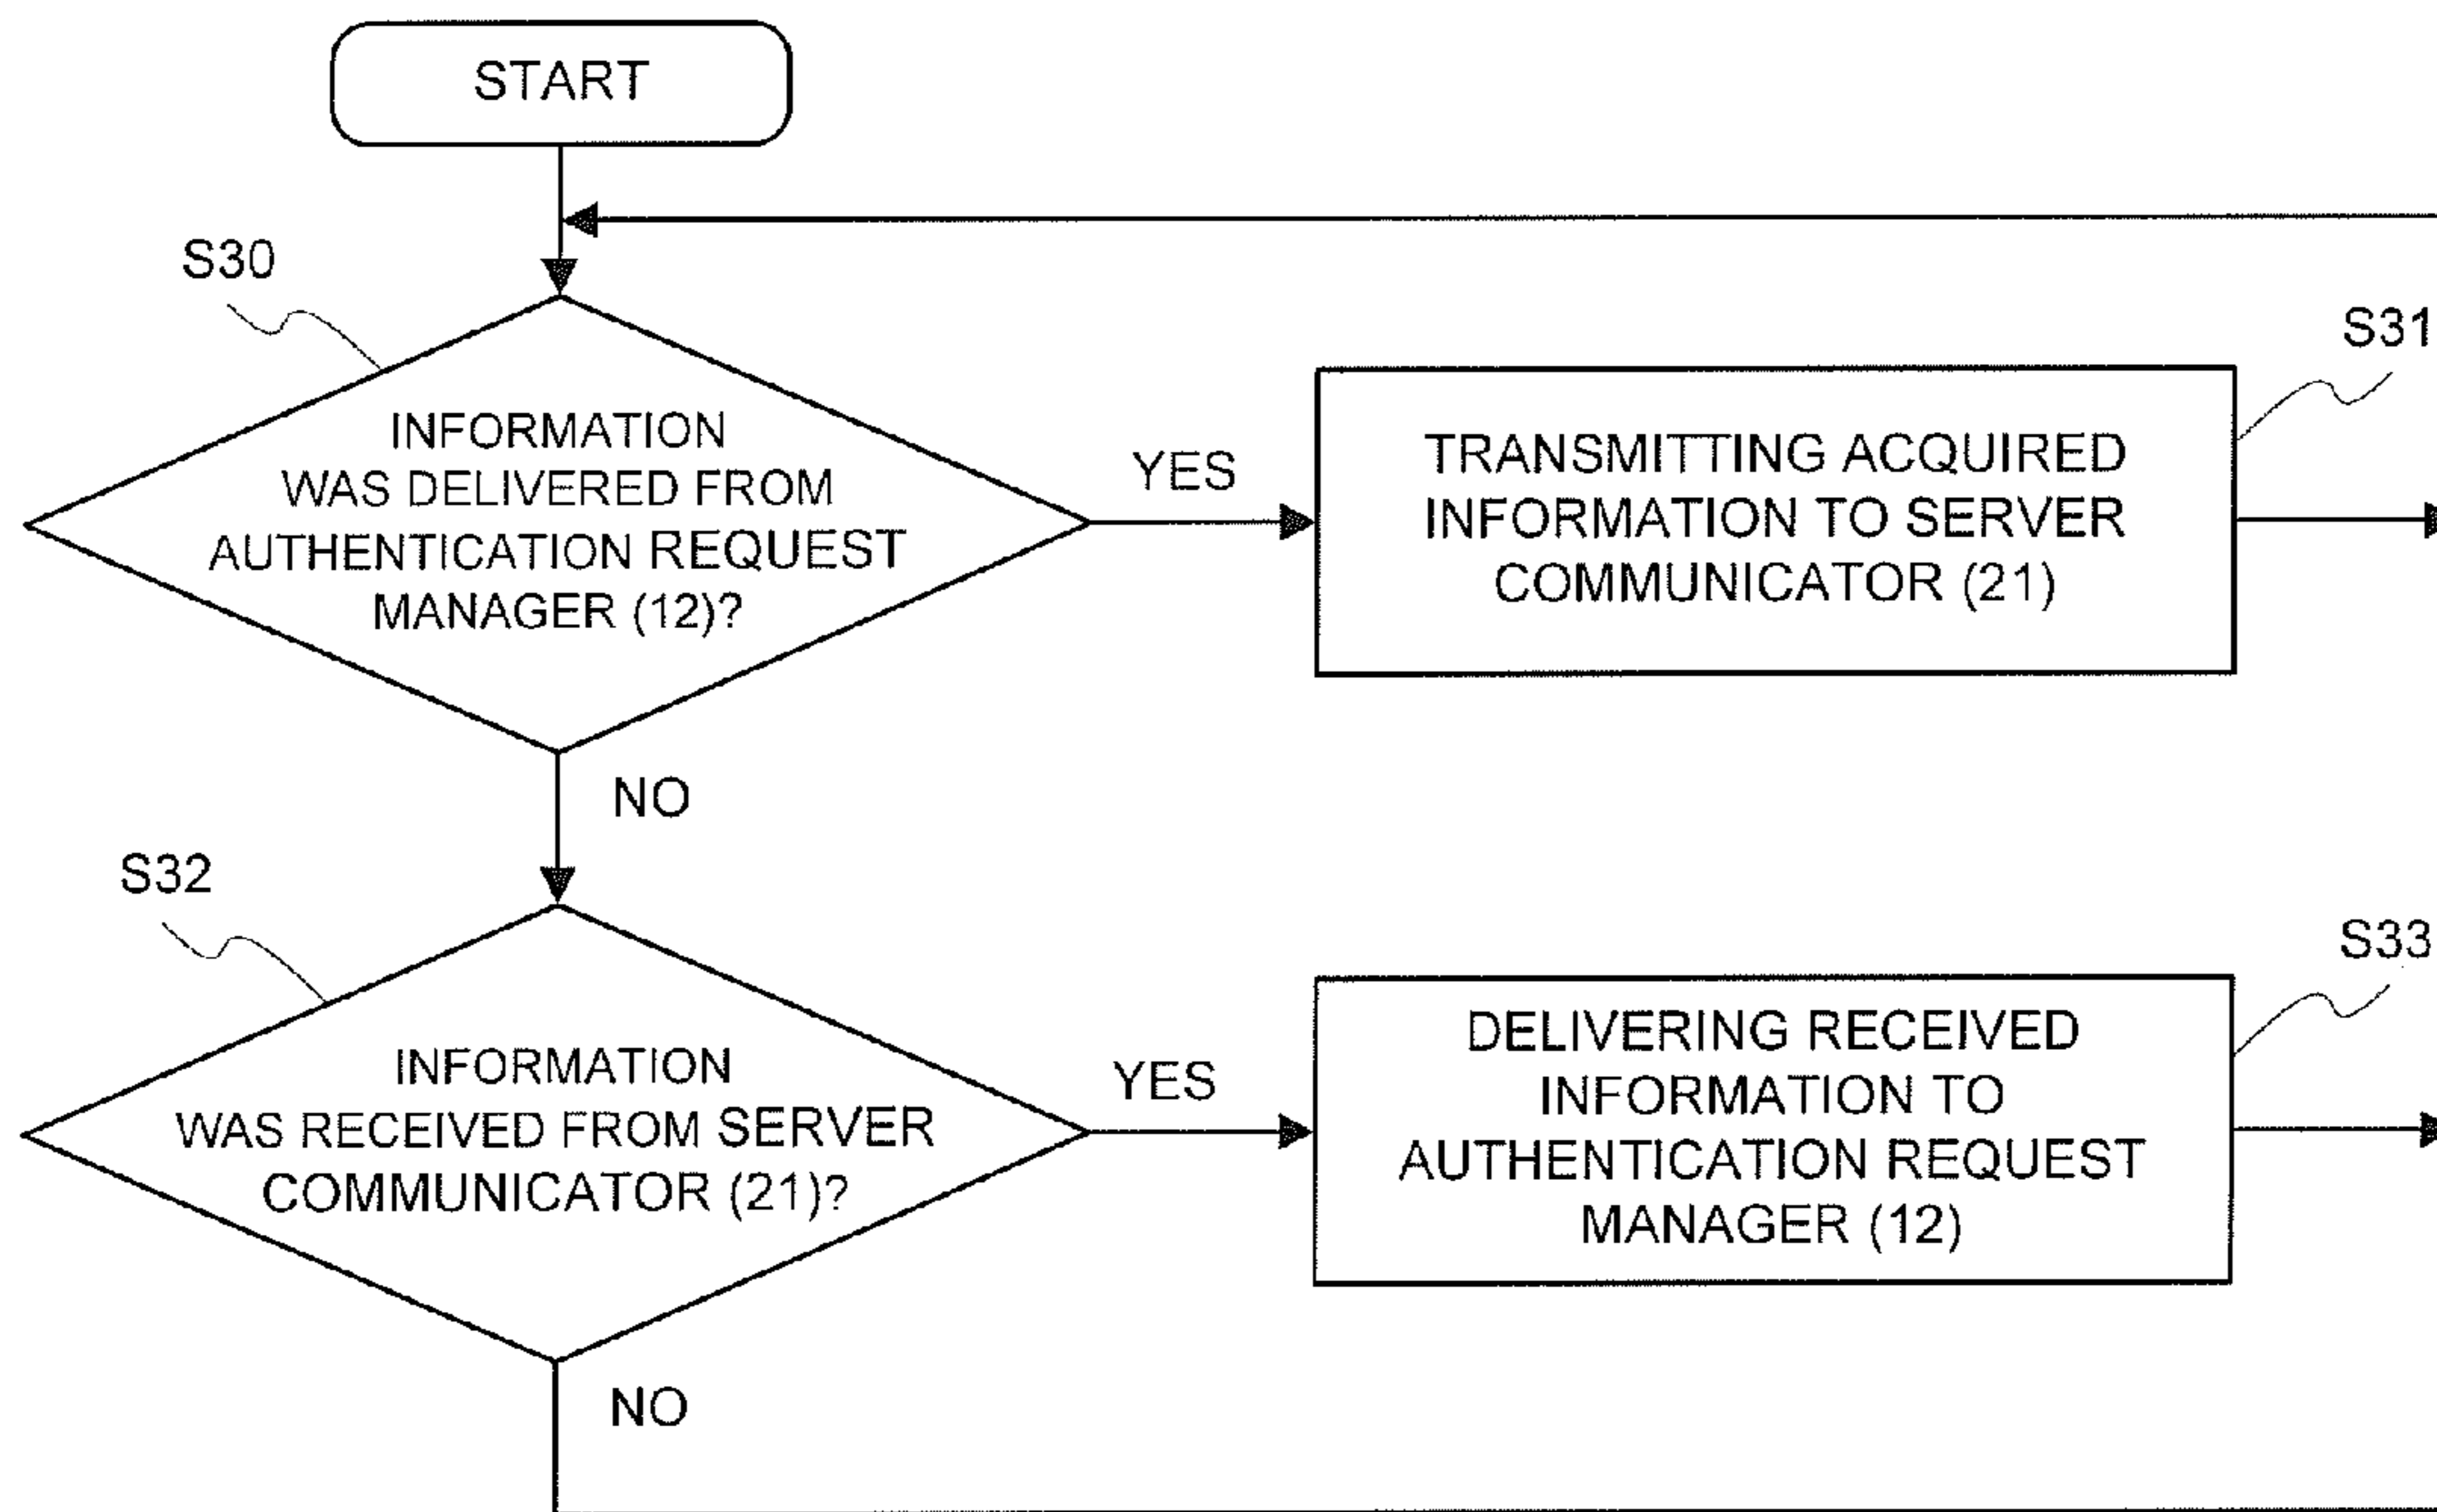 START
S30
INFORMATION
WAS DELIVERED FROM
AUTHENTICATION REQUEST
MANAGER (12)?
YES
S31
TRANSMITTING ACQUIRED
INFORMATION TO SERVER
COMMUNICATOR (21)
NO
S32
INFORMATION
WAS RECEIVED FROM SERVER
COMMUNICATOR (21)?
YES
S33
DELIVERING RECEIVED
INFORMATION TO
AUTHENTICATION REQUEST
MANAGER (12)
NO